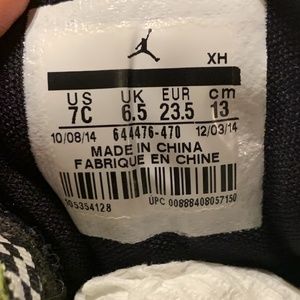 XH
US UK EUR cm
7C 6.5 23.5 13
10/08/14 644476-470 12/03/14
MADE IN CHINA
FABRIQUE EN CHINE
UPC 00888408057150